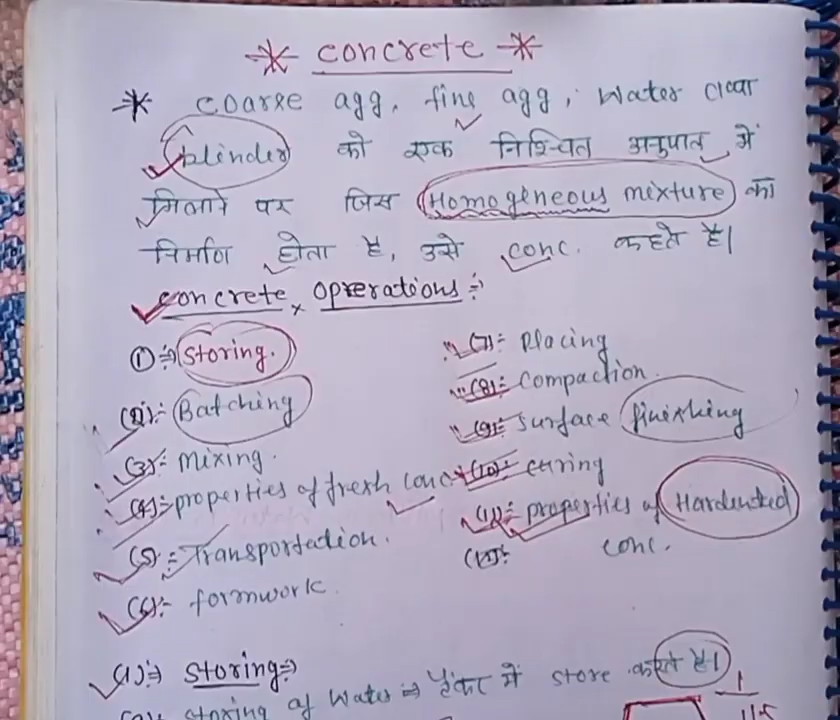 * concrete *
* coarse agg, fine agg, water तथा
blinder को एक निश्चित अनुपात में
मिलाने पर जिस Homogeneous mixture का
निर्माण होता है, उसे conc. कहते है।
concrete Oprerations :-
(1)⇒ Storing.
(2):- Batching
(3):- mixing.
(4):- properties of fresh conc
(5):- Transportation.
(6):- formwork.
(7):- Placing
(8):- compaction.
(9):- surface finishing
(10):- curing
(11):- properties of Hardended
conc.
(12):-
(1)⇒ Storing⇒
storing of water ⇒ टैंकर में store करते है।
1